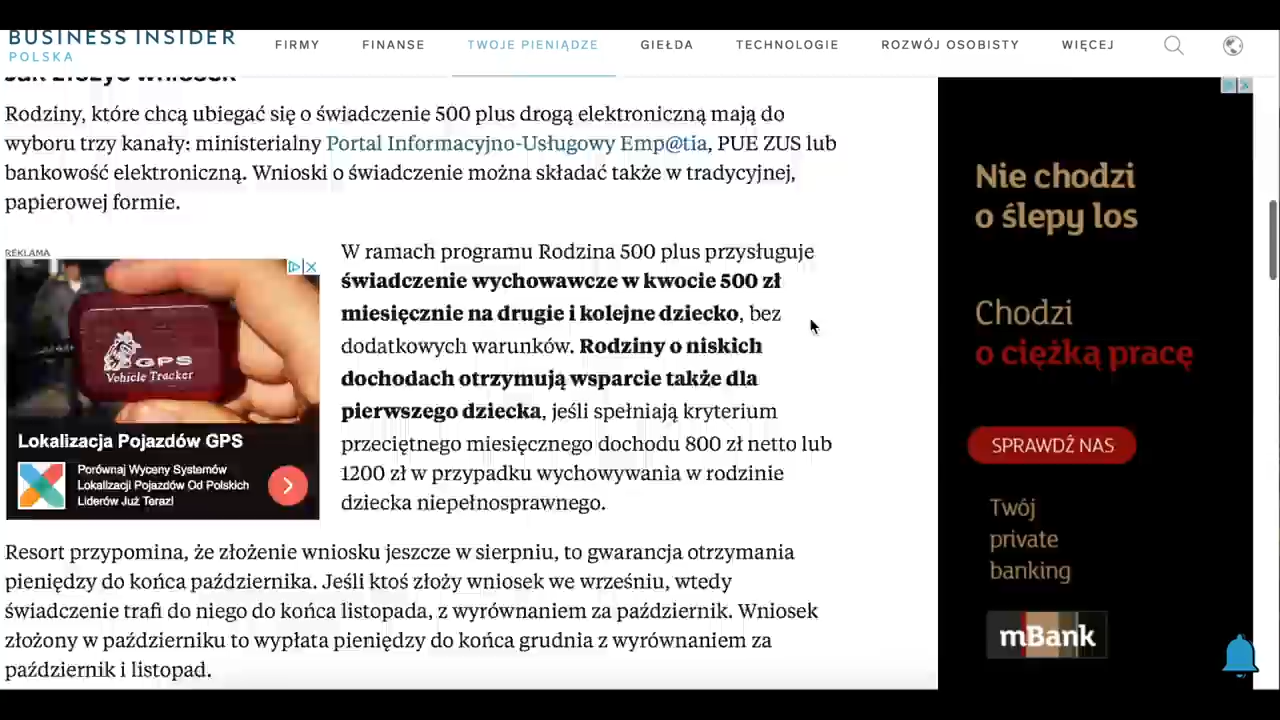 BUSINESS INSIDER
POLSKA
FIRMY
FINANSE
TWOJE PIENIĄDZE
GIEŁDA
TECHNOLOGIE
ROZWÓJ OSOBISTY
WIĘCEJ
Jak złożyć wniosek
Rodziny, które chcą ubiegać się o świadczenie 500 plus drogą elektroniczną mają do
wyboru trzy kanały: ministerialny Portal Informacyjno-Usługowy Emp@tia, PUE ZUS lub
bankowość elektroniczną. Wnioski o świadczenie można składać także w tradycyjnej,
papierowej formie.
REKLAMA
GPS
Vehicle Tracker
Lokalizacja Pojazdów GPS
Porównaj Wyceny Systemów
Lokalizacji Pojazdów Od Polskich
Liderów Już Teraz!
W ramach programu Rodzina 500 plus przysługuje
świadczenie wychowawcze w kwocie 500 zł
miesięcznie na drugie i kolejne dziecko, bez
dodatkowych warunków. Rodziny o niskich
dochodach otrzymują wsparcie także dla
pierwszego dziecka, jeśli spełniają kryterium
przeciętnego miesięcznego dochodu 800 zł netto lub
1200 zł w przypadku wychowywania w rodzinie
dziecka niepełnosprawnego.
Resort przypomina, że złożenie wniosku jeszcze w sierpniu, to gwarancja otrzymania
pieniędzy do końca października. Jeśli ktoś złoży wniosek we wrześniu, wtedy
świadczenie trafi do niego do końca listopada, z wyrównaniem za październik. Wniosek
złożony w październiku to wypłata pieniędzy do końca grudnia z wyrównaniem za
październik i listopad.
Nie chodzi
o ślepy los
Chodzi
o ciężką pracę
SPRAWDŹ NAS
Twój
private
banking
mBank